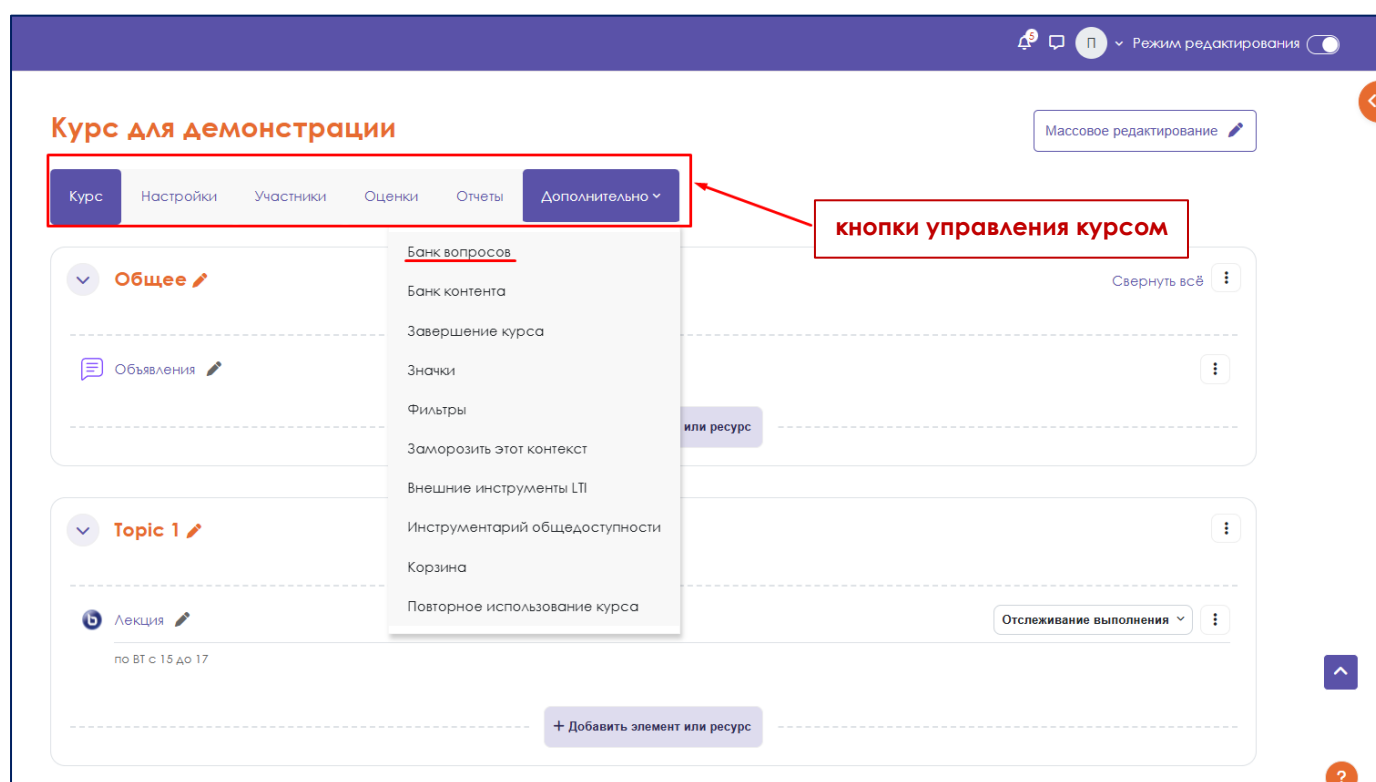 5
П
Режим редактирования
Курс для демонстрации
Массовое редактирование
Курс Настройки Участники Оценки Отчеты Дополнительно
кнопки управления курсом
Банк вопросов
Общее
Свернуть всё
Банк контента
Завершение курса
Объявления
Значки
Фильтры
или ресурс
Заморозить этот контекст
Внешние инструменты LTI
Topic 1
Инструментарий общедоступности
Корзина
Повторное использование курса
Лекция
Отслеживание выполнения
по ВТ с 15 до 17
+ Добавить элемент или ресурс
?